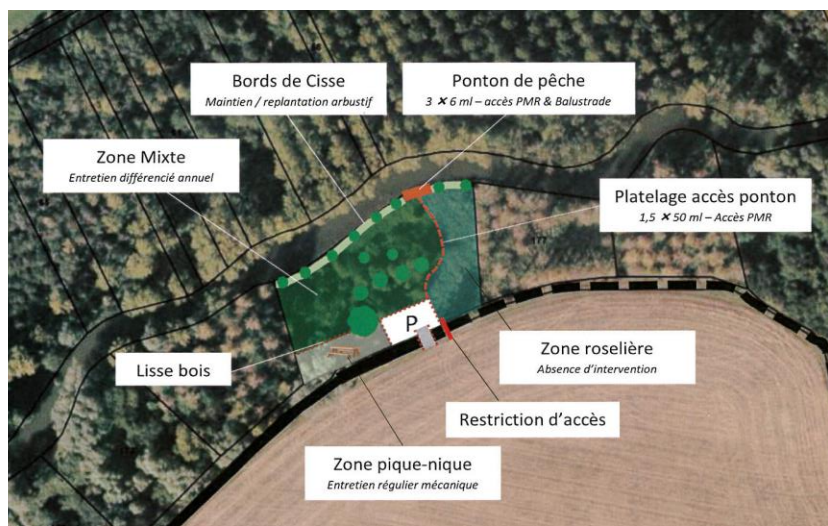 Bords de Cisse
Maintien / replantation arbustif
Ponton de pêche
3 ✕ 6 ml – accès PMR & Balustrade
Zone Mixte
Entretien différencié annuel
Platelage accès ponton
1,5 ✕ 50 ml – Accès PMR
P
Lisse bois
Zone roselière
Absence d’intervention
Restriction d’accès
Zone pique-nique
Entretien régulier mécanique